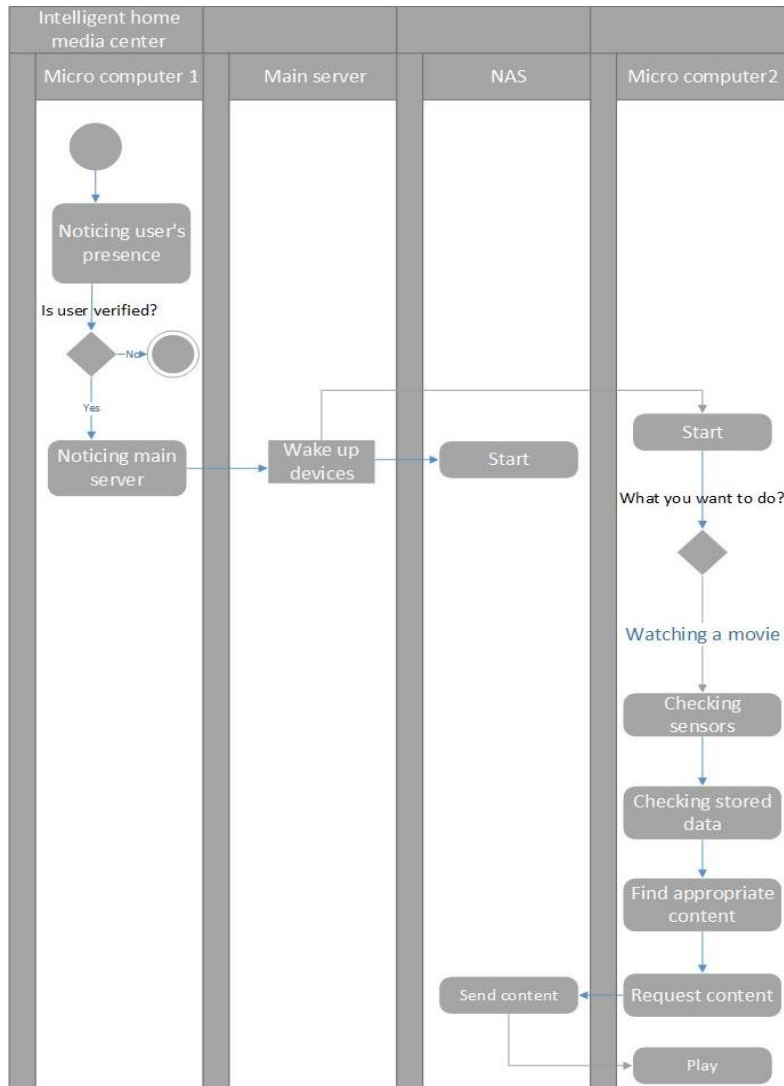 Intelligent home
media center
Micro computer 1
Main server
NAS
Micro computer2
Noticing user's
presence
Is user verified?
No
Yes
Noticing main
server
Wake up
devices
Start
Start
What you want to do?
Watching a movie
Checking
sensors
Checking stored
data
Find appropriate
content
Send content
Request content
Play